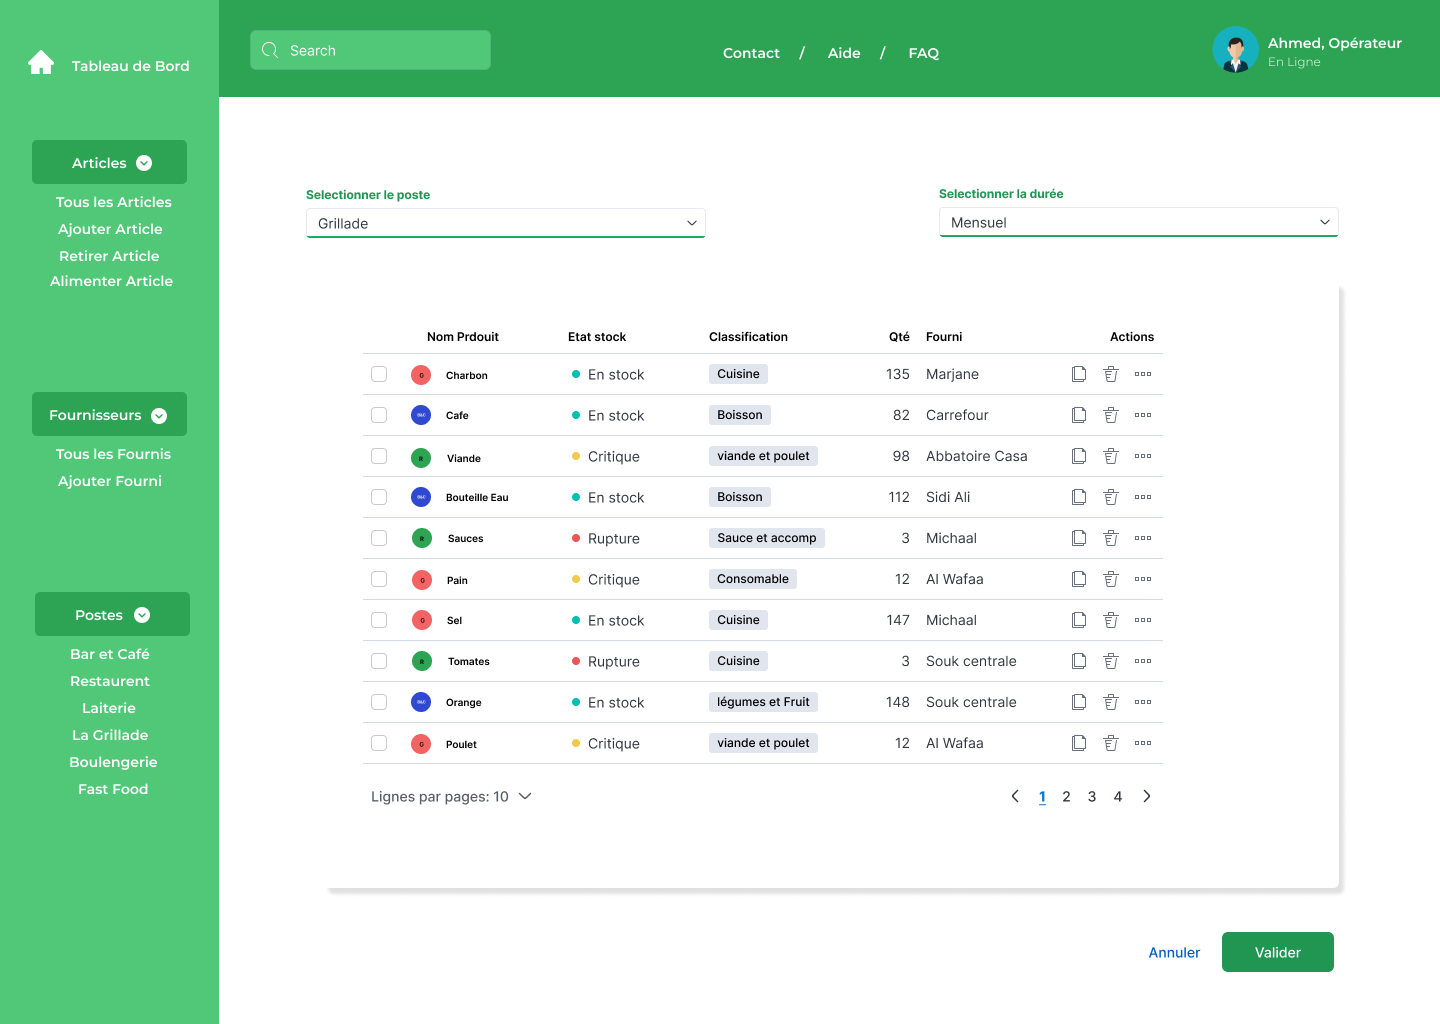 Tableau de Bord
Search
Contact / Aide / FAQ
Ahmed, Opérateur
En Ligne
Articles
Tous les Articles
Ajouter Article
Retirer Article
Alimenter Article
Fournisseurs
Tous les Fournis
Ajouter Fourni
Postes
Bar et Café
Restaurent
Laiterie
La Grillade
Boulengerie
Fast Food
Selectionner le poste
Grillade
Selectionner la durée
Mensuel
Nom Prdouit Etat stock Classification Qté Fourni Actions
G Charbon En stock Cuisine 135 Marjane
B&C Cafe En stock Boisson 82 Carrefour
R Viande Critique viande et poulet 98 Abbatoire Casa
B&C Bouteille Eau En stock Boisson 112 Sidi Ali
R Sauces Rupture Sauce et accomp 3 Michaal
G Pain Critique Consomable 12 Al Wafaa
G Sel En stock Cuisine 147 Michaal
R Tomates Rupture Cuisine 3 Souk centrale
B&C Orange En stock légumes et Fruit 148 Souk centrale
G Poulet Critique viande et poulet 12 Al Wafaa
Lignes par pages: 10
1 2 3 4
Annuler
Valider